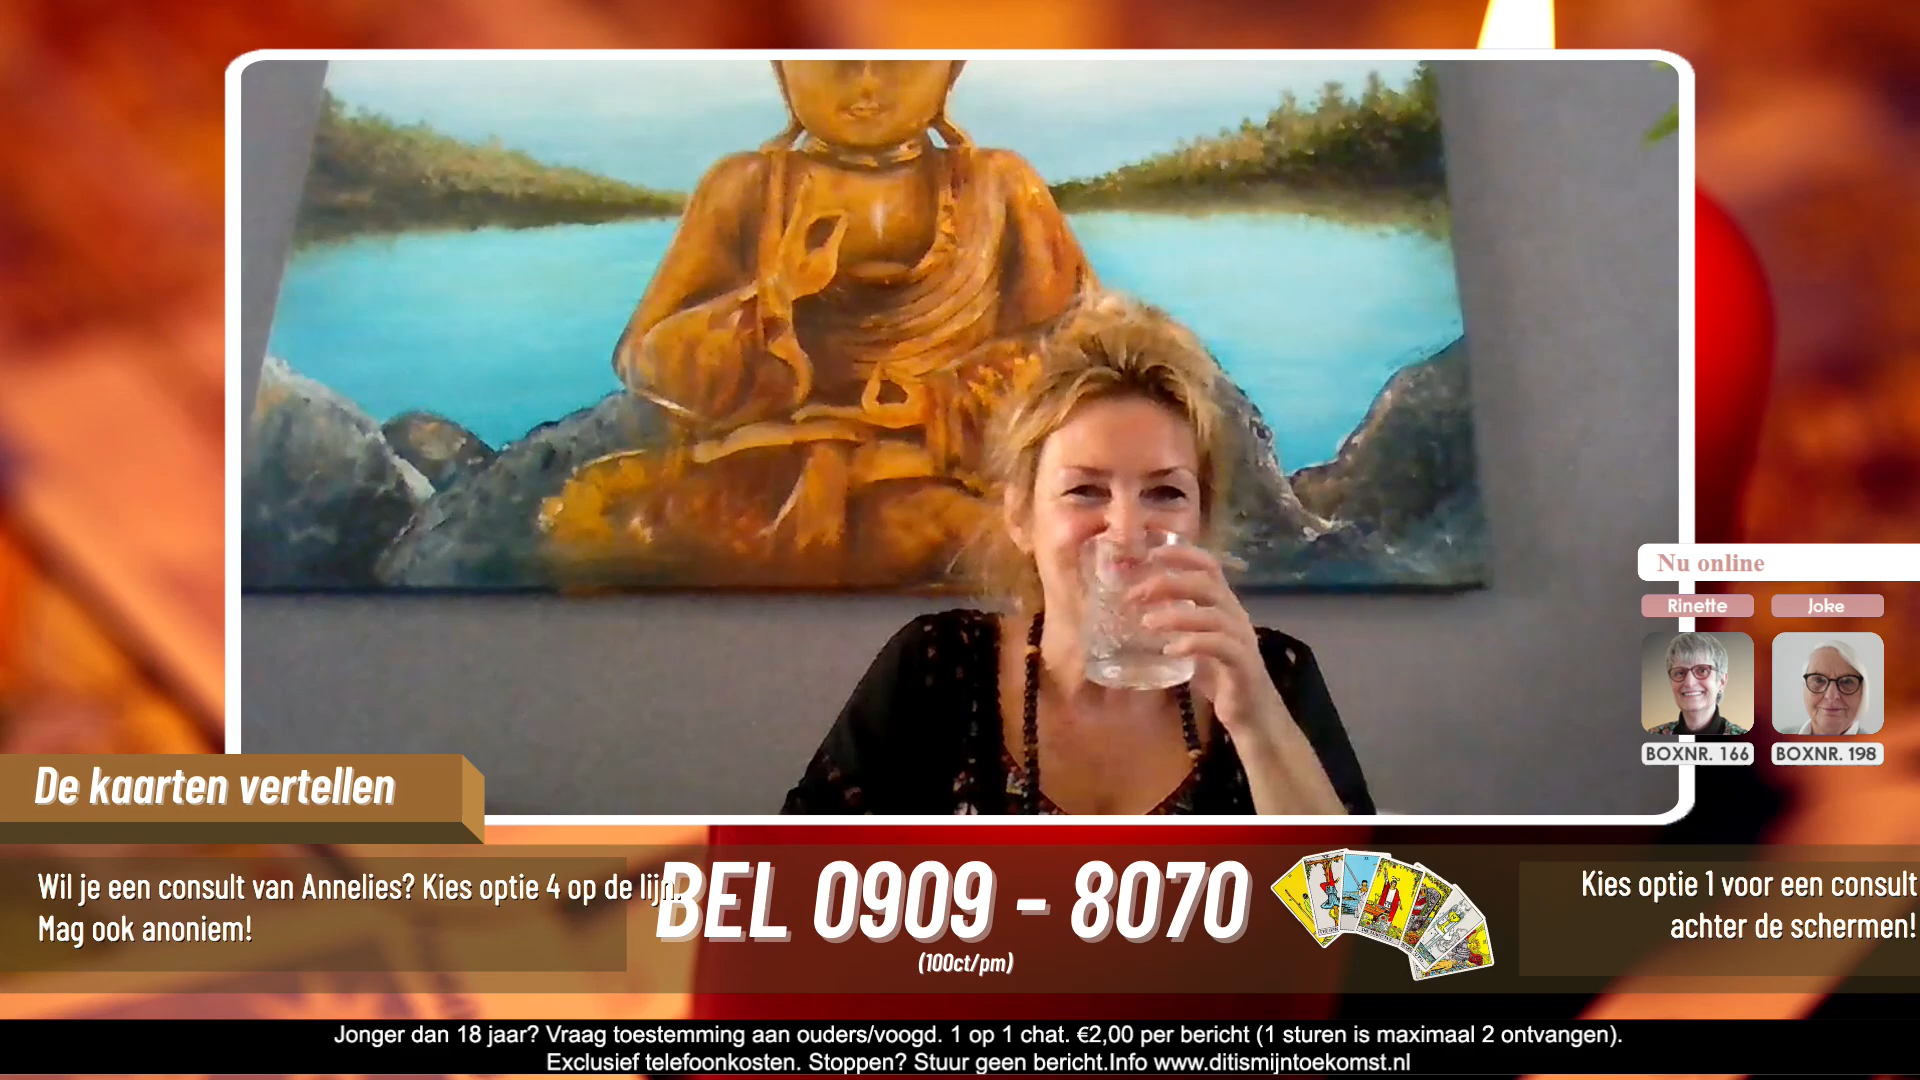 Nu online
Rinette
Joke
BOXNR. 166
BOXNR. 198
De kaarten vertellen
Wil je een consult van Annelies? Kies optie 4 op de lijn.
Mag ook anoniem!
BEL 0909 - 8070
(100ct/pm)
Kies optie 1 voor een consult
achter de schermen!
Jonger dan 18 jaar? Vraag toestemming aan ouders/voogd. 1 op 1 chat. €2,00 per bericht (1 sturen is maximaal 2 ontvangen).
Exclusief telefoonkosten. Stoppen? Stuur geen bericht.Info www.ditismijntoekomst.nl